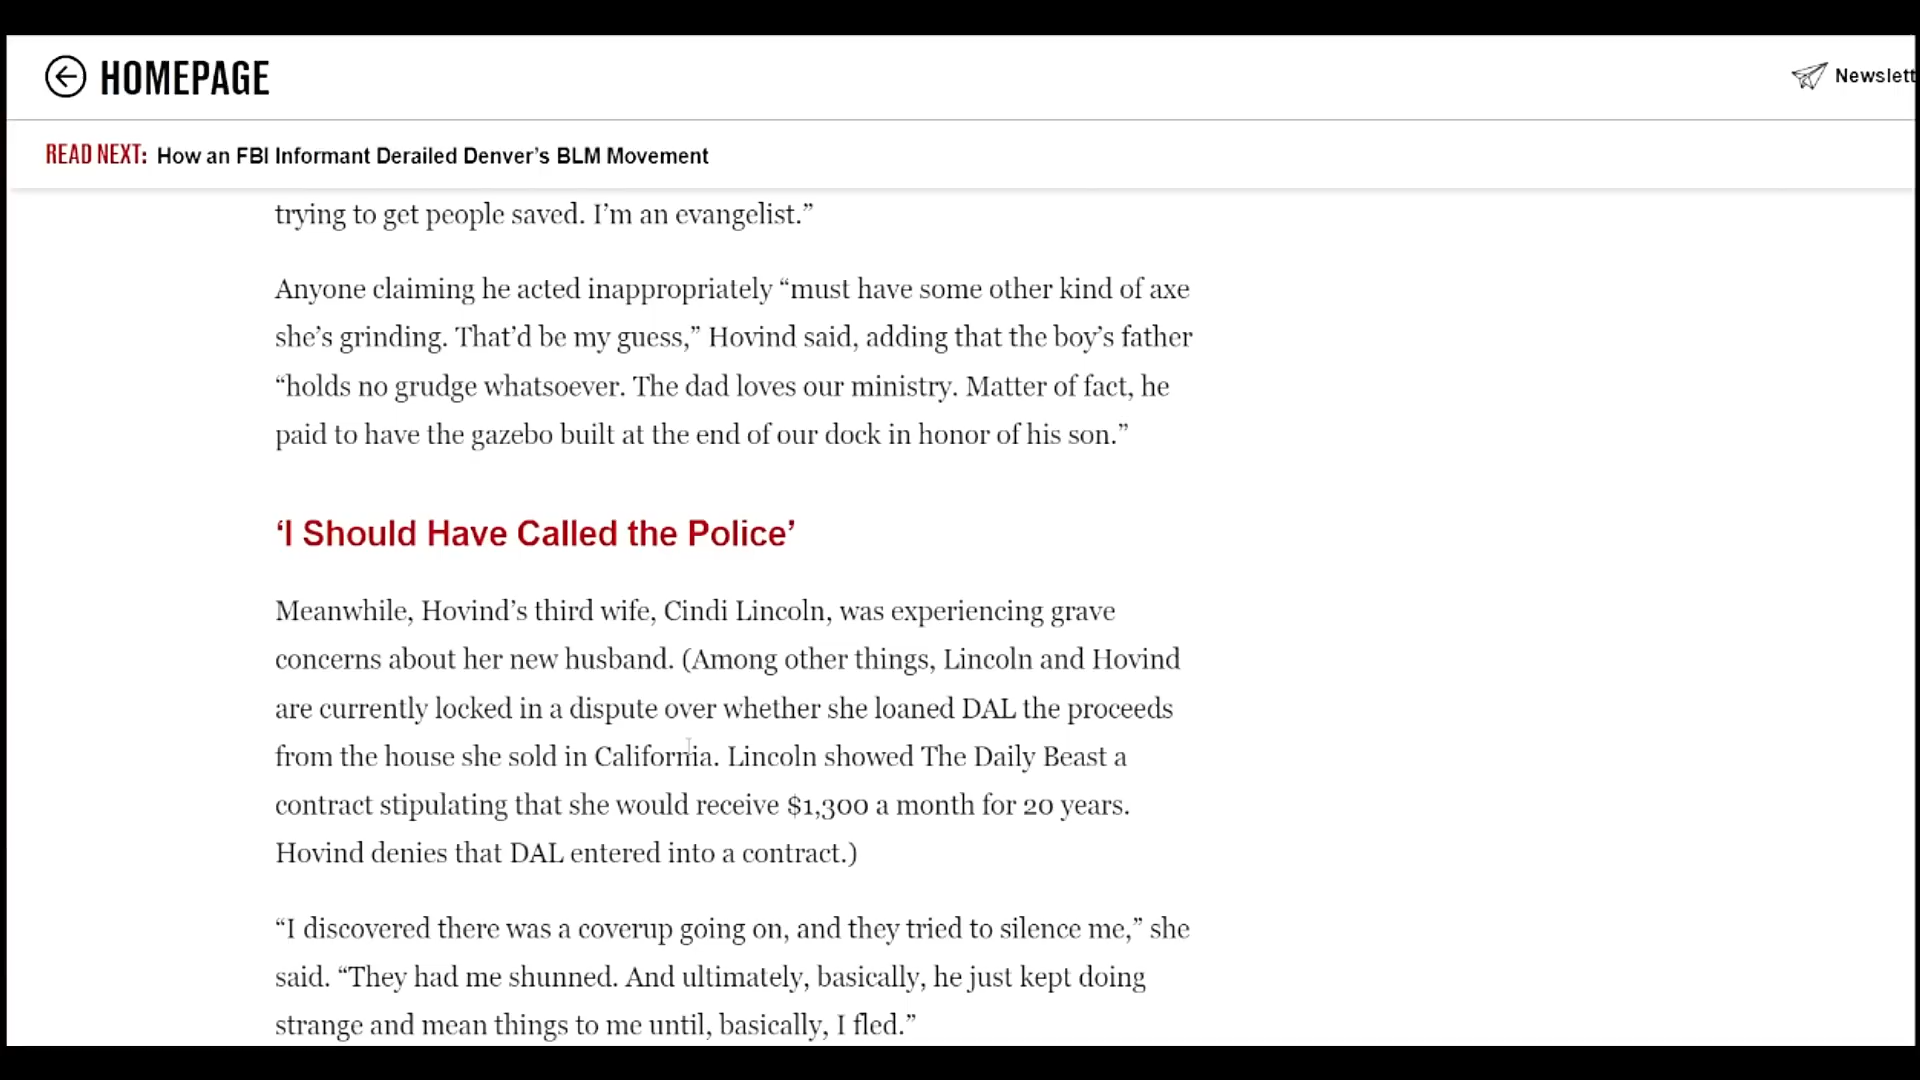 HOMEPAGE
Newslett
READ NEXT: How an FBI Informant Derailed Denver’s BLM Movement
trying to get people saved. I’m an evangelist.”
Anyone claiming he acted inappropriately “must have some other kind of axe
she’s grinding. That’d be my guess,” Hovind said, adding that the boy’s father
“holds no grudge whatsoever. The dad loves our ministry. Matter of fact, he
paid to have the gazebo built at the end of our dock in honor of his son.”
‘I Should Have Called the Police’
Meanwhile, Hovind’s third wife, Cindi Lincoln, was experiencing grave
concerns about her new husband. (Among other things, Lincoln and Hovind
are currently locked in a dispute over whether she loaned DAL the proceeds
from the house she sold in California. Lincoln showed The Daily Beast a
contract stipulating that she would receive $1,300 a month for 20 years.
Hovind denies that DAL entered into a contract.)
“I discovered there was a coverup going on, and they tried to silence me,” she
said. “They had me shunned. And ultimately, basically, he just kept doing
strange and mean things to me until, basically, I fled.”